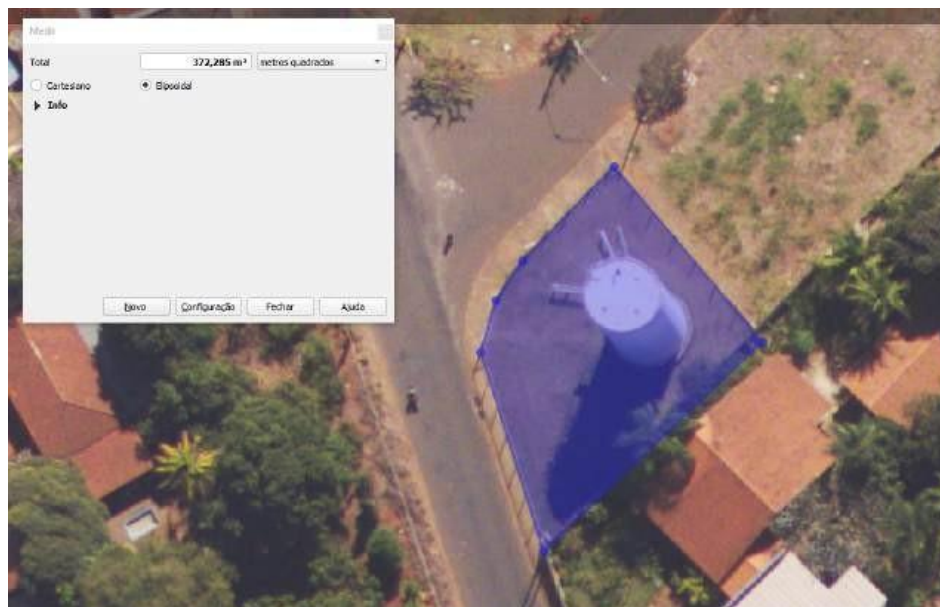 Medir
Total 372,285 m² metros quadrados
Cartesiano Elipsoidal
Info
Novo Configuração Fechar Ajuda